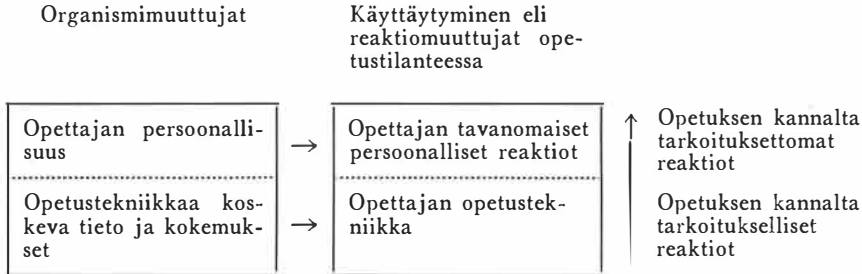 Organismimuuttujat
Käyttäytyminen eli
reaktiomuuttujat ope-
tustilanteessa
Opettajan persoonalli-
suus
→
Opettajan tavanomaiset
persoonalliset reaktiot
↑
Opetuksen kannalta
tarkoituksettomat
reaktiot
Opetustekniikkaa kos-
keva tieto ja kokemuk-
set
→
Opettajan opetustek-
niikka
Opetuksen kannalta
tarkoitukselliset
reaktiot